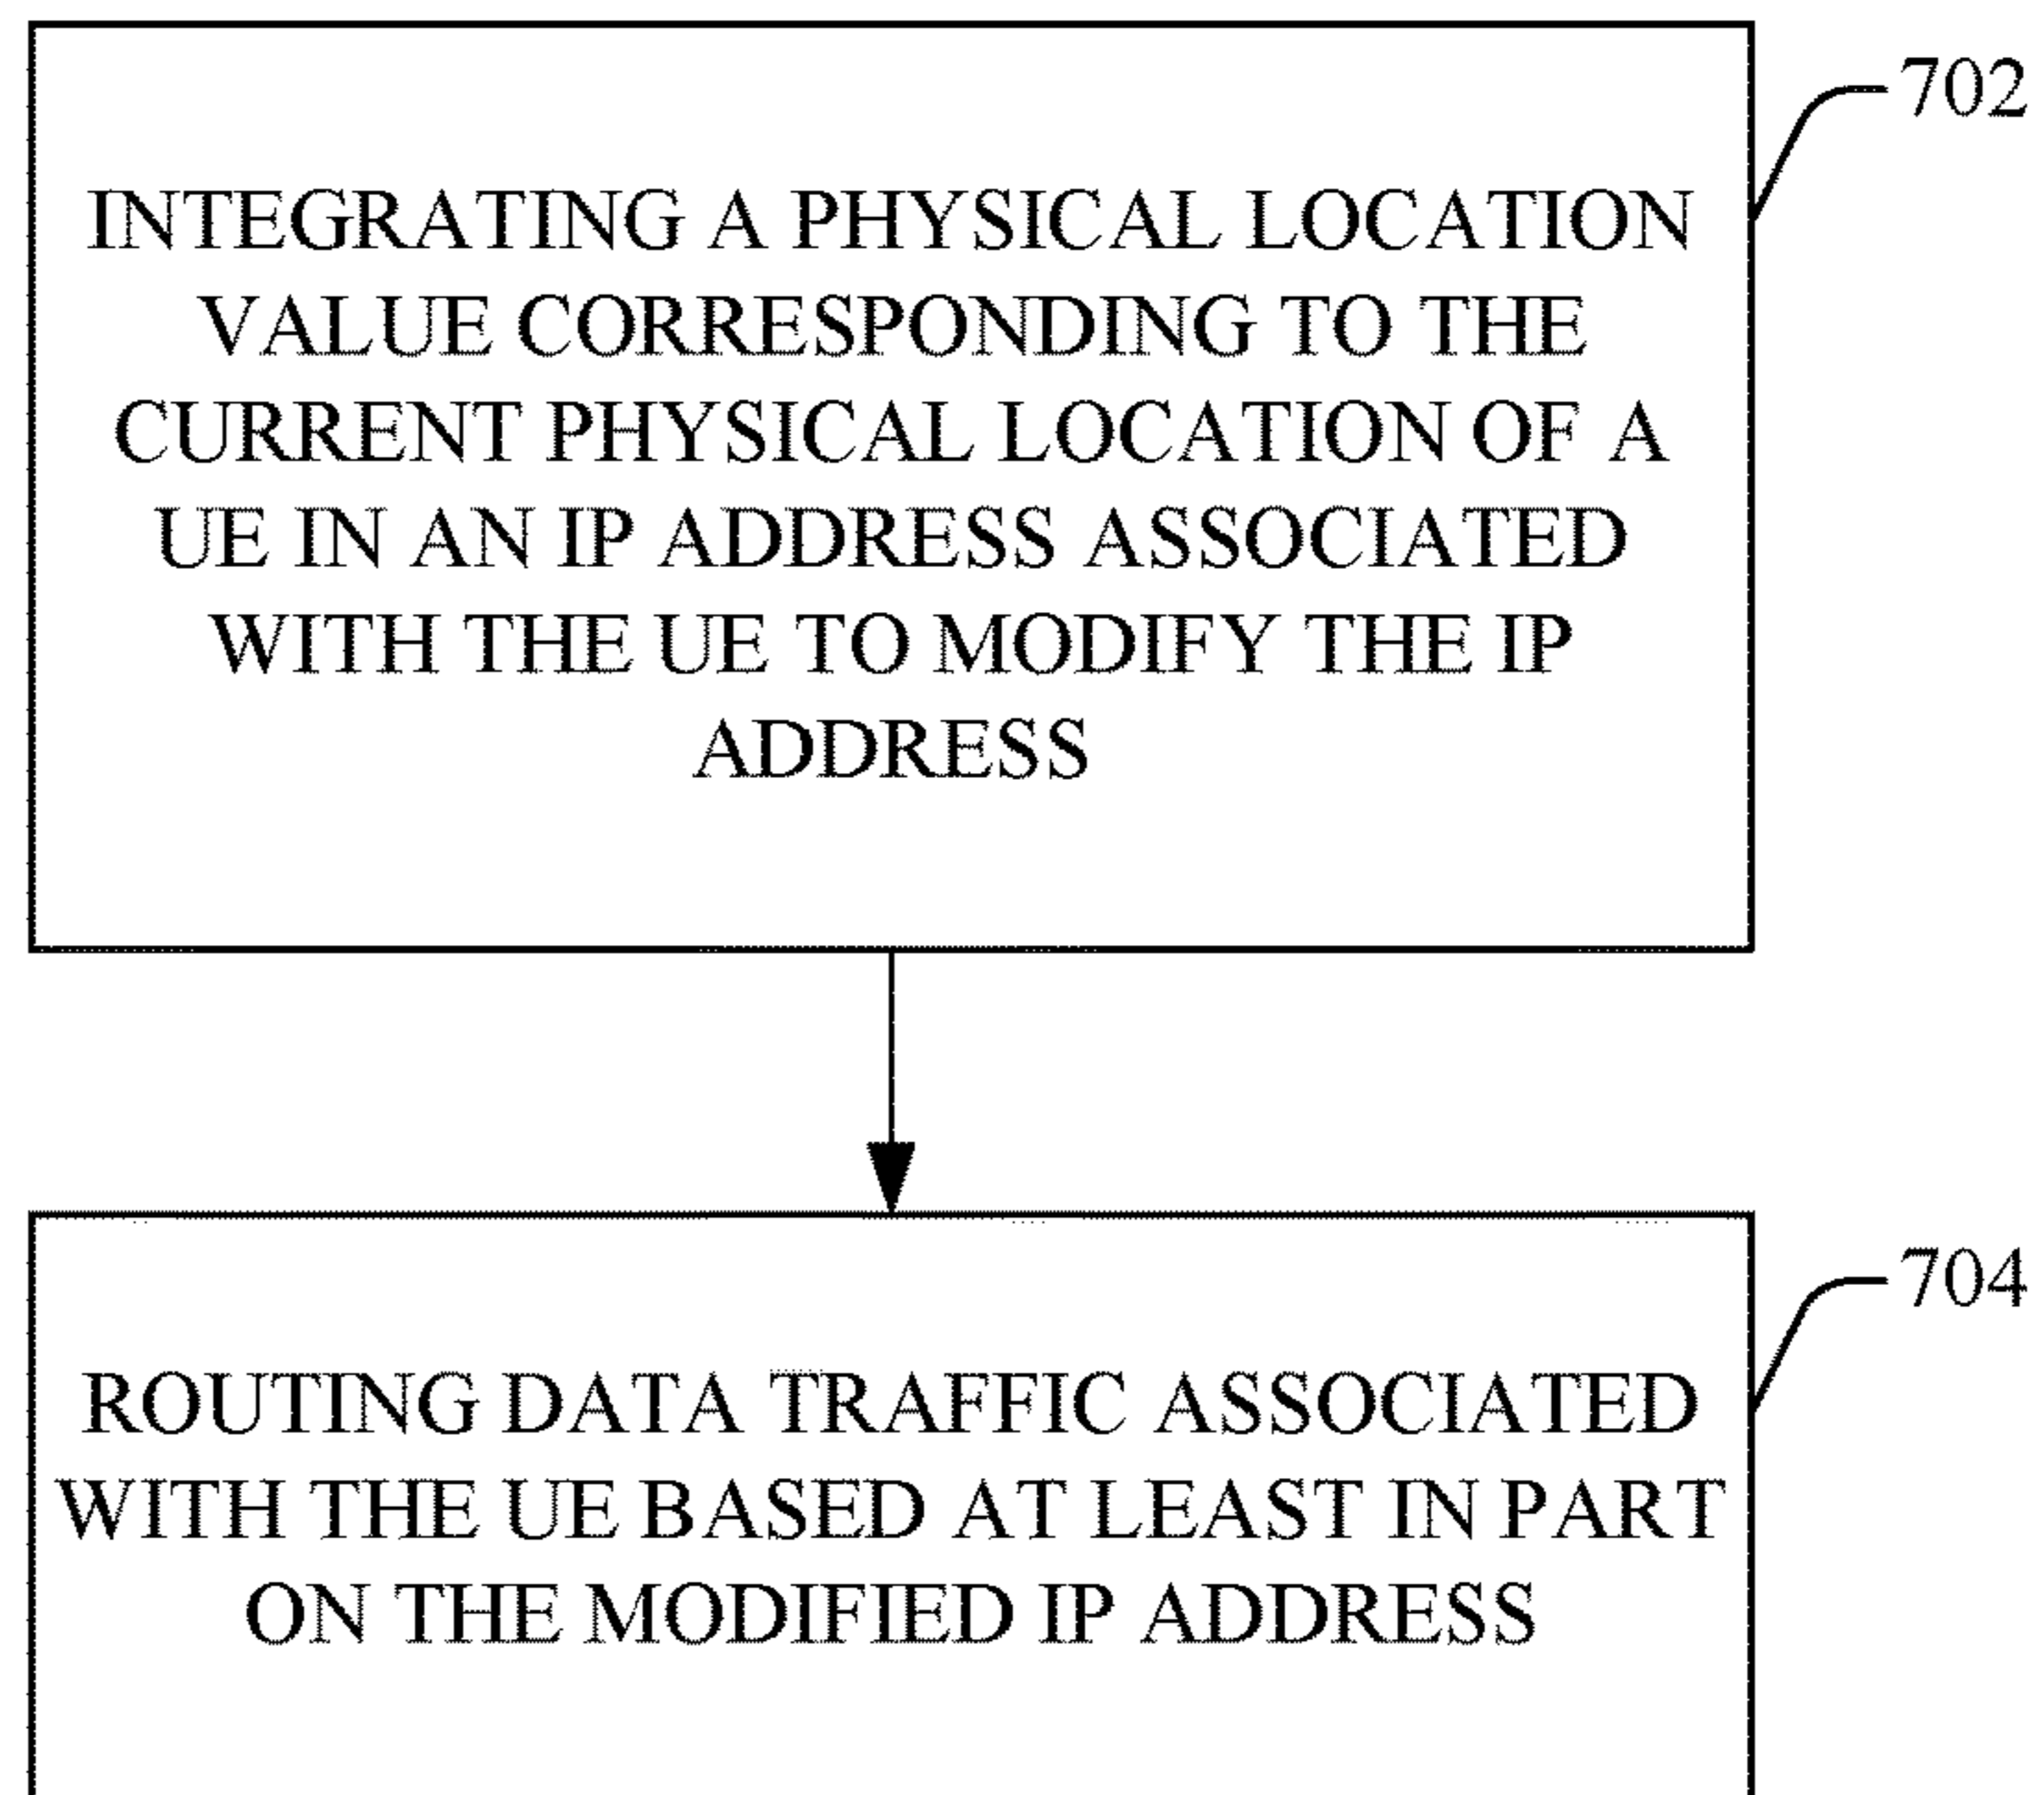 702
INTEGRATING A PHYSICAL LOCATION
VALUE CORRESPONDING TO THE
CURRENT PHYSICAL LOCATION OF A
UE IN AN IP ADDRESS ASSOCIATED
WITH THE UE TO MODIFY THE IP
ADDRESS
704
ROUTING DATA TRAFFIC ASSOCIATED
WITH THE UE BASED AT LEAST IN PART
ON THE MODIFIED IP ADDRESS